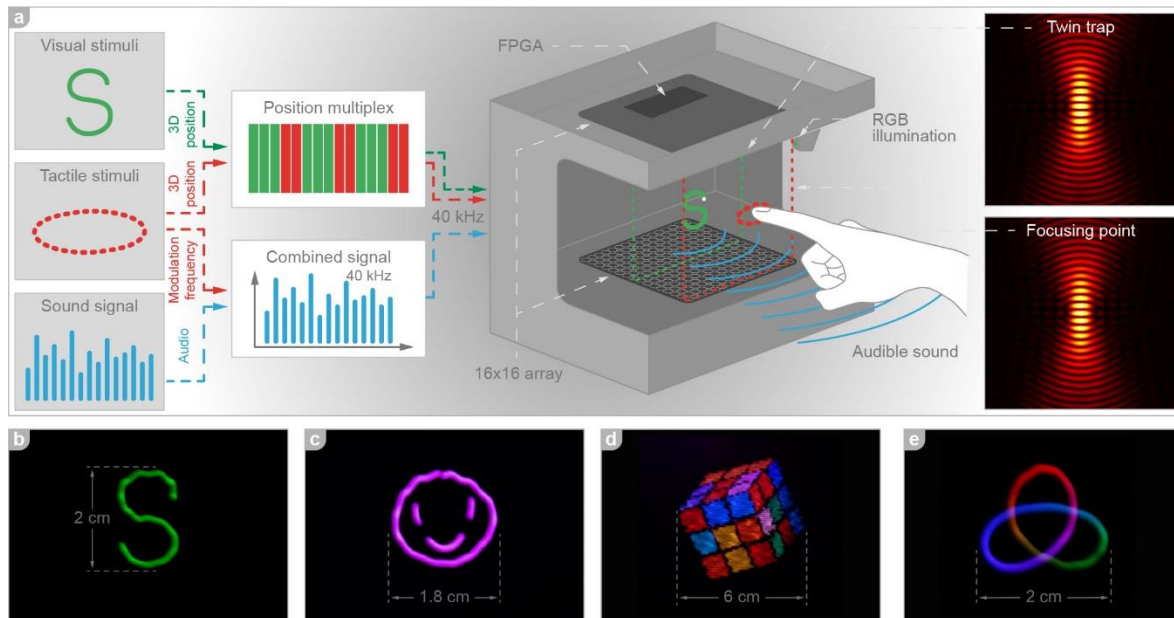 a
Visual stimuli
3D
position
Tactile stimuli
3D
position
Modulation
frequency
Sound signal
Audio
Position multiplex
Combined signal
40 kHz
40 kHz
FPGA
RGB
illumination
16x16 array
Audible sound
Twin trap
Focusing point
b
2 cm
c
1.8 cm
d
6 cm
e
2 cm